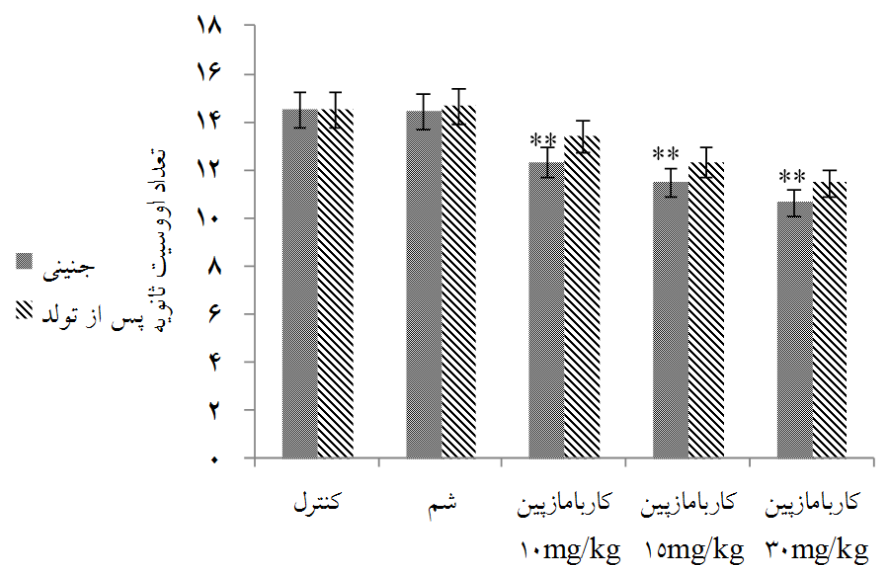 ۱۸
۱۶
۱۴
۱۲
۱۰
۸
۶
۴
۲
۰
تعداد اووسیت ثانویه
جنینی
پس از تولد
**
**
**
کنترل
شم
کاربامازپین
۱۰mg/kg
کاربامازپین
۱۵mg/kg
کاربامازپین
۳۰mg/kg